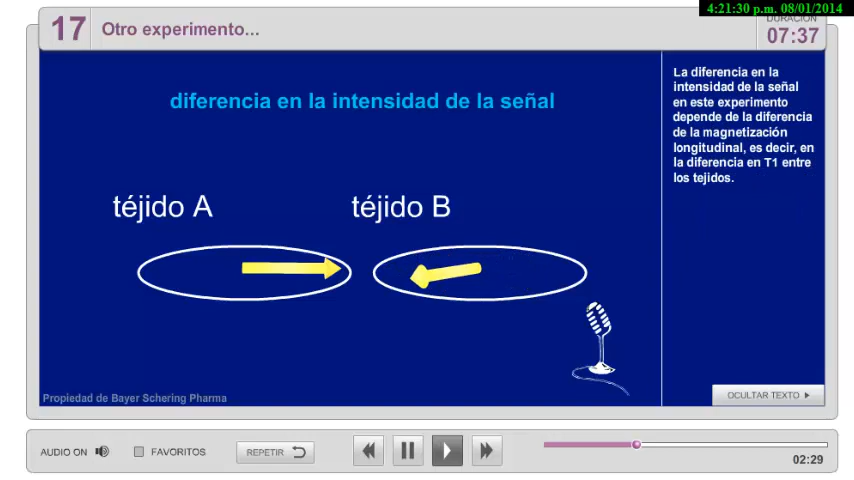 4:21:30 p.m. 08/01/2014
17 Otro experimento...
DURACIÓN
07:37
diferencia en la intensidad de la señal
téjido A
téjido B
La diferencia en la
intensidad de la señal
en este experimento
depende de la diferencia
de la magnetización
longitudinal, es decir, en
la diferencia en T1 entre
los tejidos.
Propiedad de Bayer Schering Pharma
OCULTAR TEXTO
AUDIO ON
FAVORITOS
REPETIR
02:29